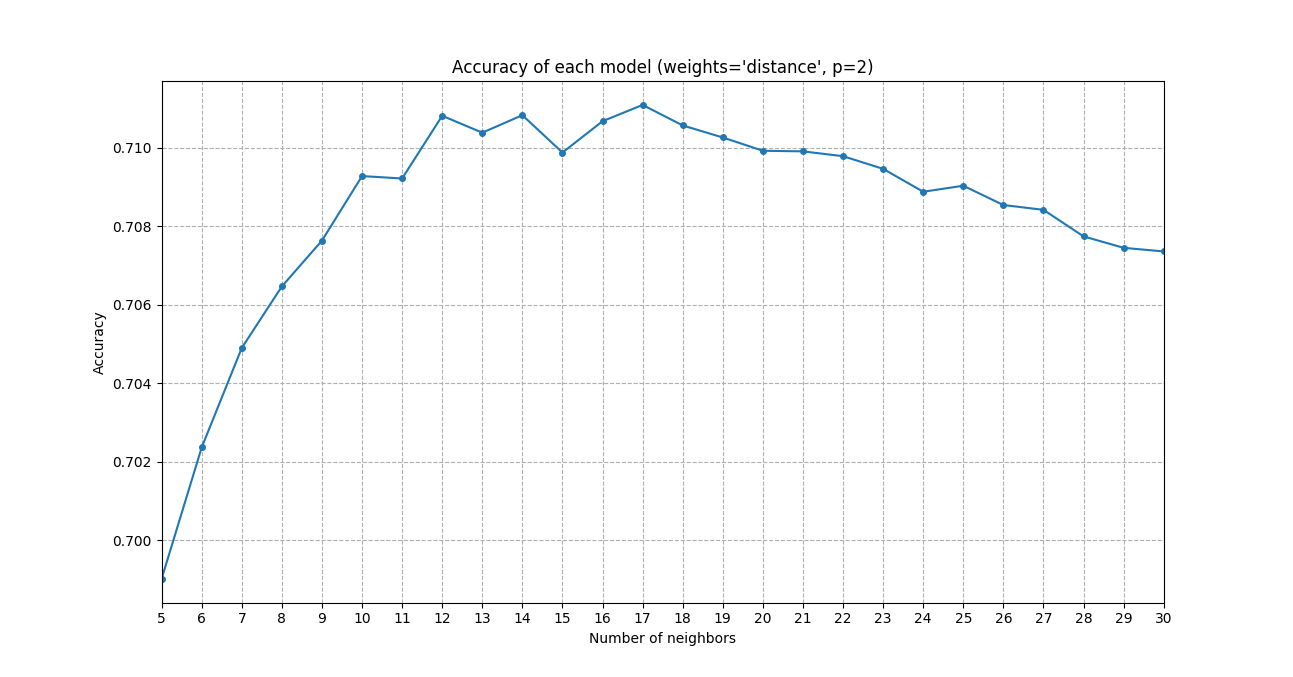 Accuracy of each model (weights='distance', p=2)
0.710
0.708
0.706
0.704
0.702
0.700
Accuracy
5 6 7 8 9 10 11 12 13 14 15 16 17 18 19 20 21 22 23 24 25 26 27 28 29 30
Number of neighbors